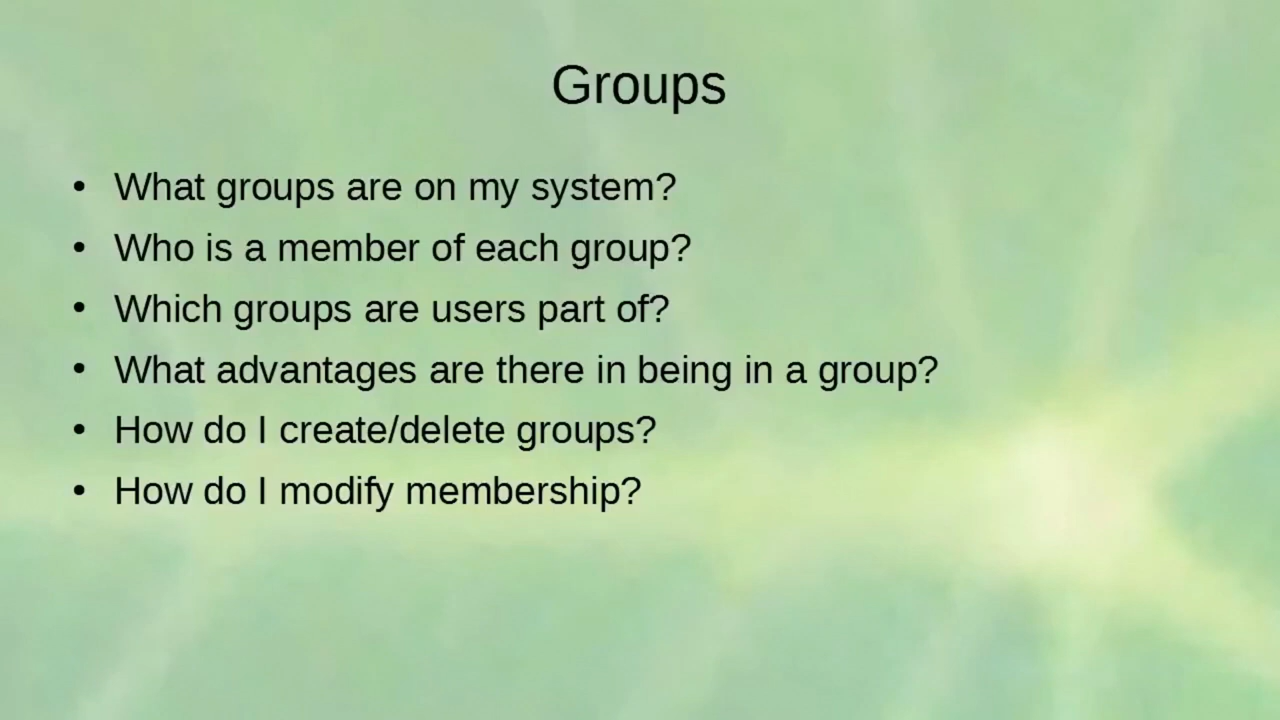 Groups
• What groups are on my system?
• Who is a member of each group?
• Which groups are users part of?
• What advantages are there in being in a group?
• How do I create/delete groups?
• How do I modify membership?